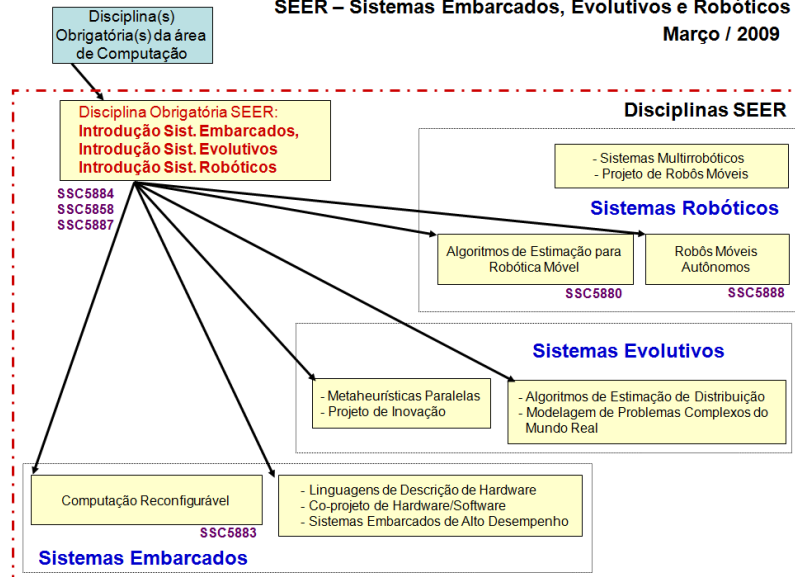 SEER – Sistemas Embarcados, Evolutivos e Robóticos
Março / 2009
Disciplina(s)
Obrigatória(s) da área
de Computação
Disciplinas SEER
Disciplina Obrigatória SEER:
Introdução Sist. Embarcados,
Introdução Sist. Evolutivos
Introdução Sist. Robóticos
SSC5884
SSC5858
SSC5887
- Sistemas Multirrobóticos
- Projeto de Robôs Móveis
Sistemas Robóticos
Algoritmos de Estimação para
Robótica Móvel
SSC5880
Robôs Móveis
Autônomos
SSC5888
Sistemas Evolutivos
- Metaheurísticas Paralelas
- Projeto de Inovação
- Algoritmos de Estimação de Distribuição
- Modelagem de Problemas Complexos do
Mundo Real
Computação Reconfigurável
SSC5883
- Linguagens de Descrição de Hardware
- Co-projeto de Hardware/Software
- Sistemas Embarcados de Alto Desempenho
Sistemas Embarcados